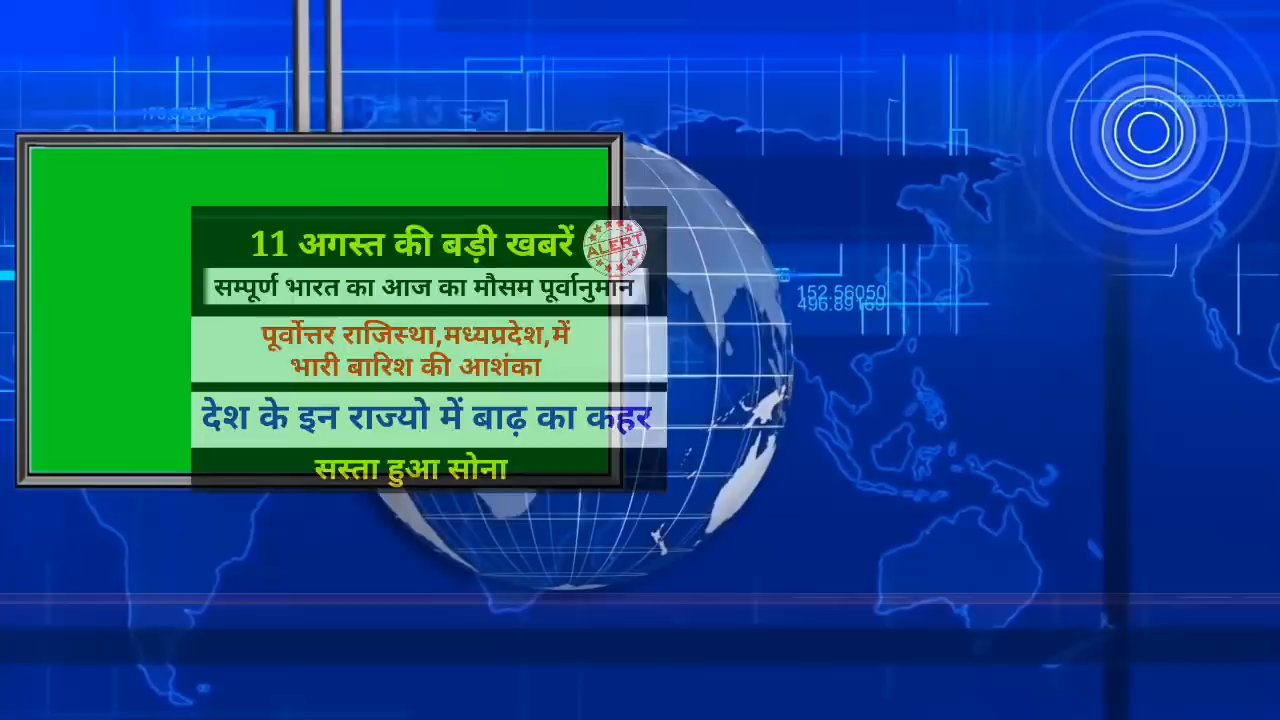 11 अगस्त की बड़ी खबरें
ALERT
सम्पूर्ण भारत का आज का मौसम पूर्वानुमान
पूर्वोत्तर राजिस्था,मध्यप्रदेश,में
भारी बारिश की आशंका
देश के इन राज्यो में बाढ़ का कहर
सस्ता हुआ सोना
152.56050
496.89169